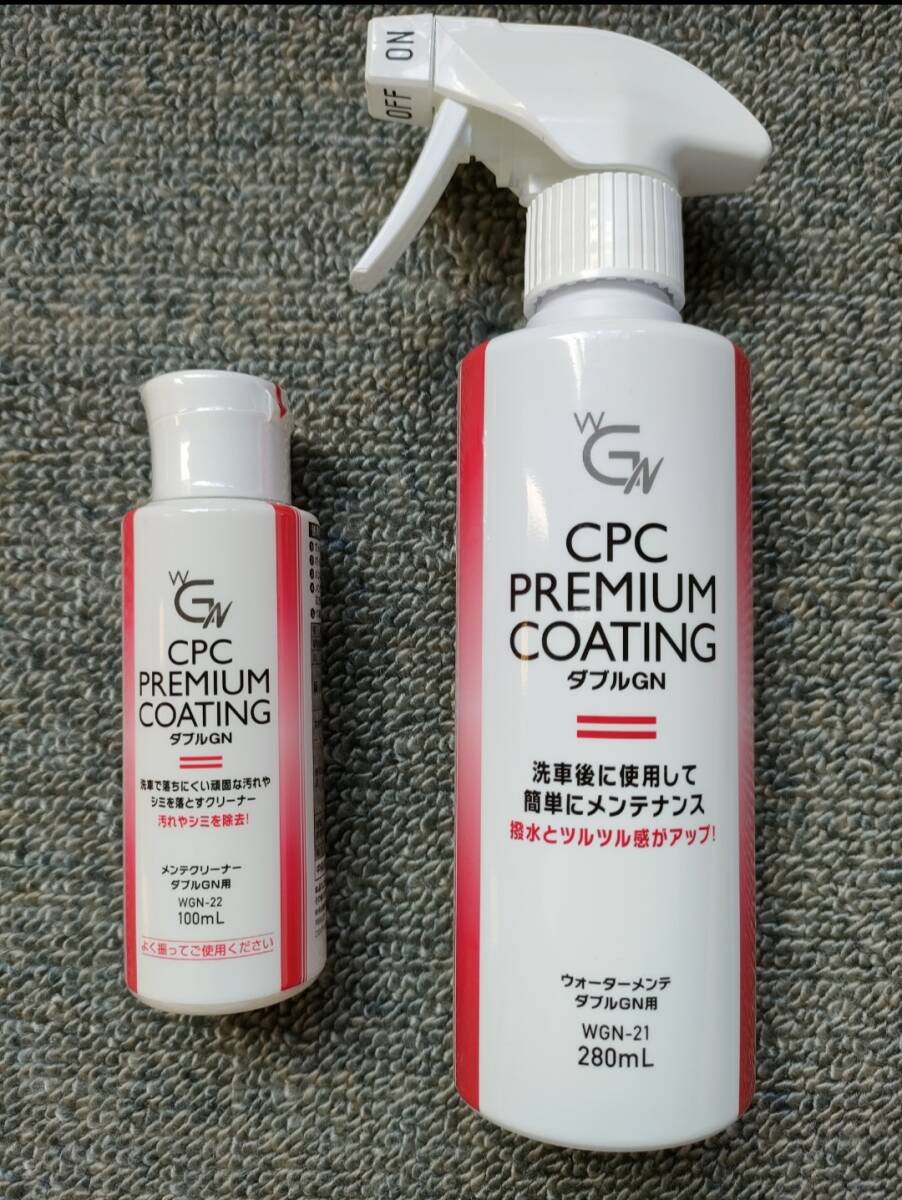 WGN
CPC
PREMIUM
COATING
ダブルGN
洗車で落ちにくい頑固な汚れや
シミを落とすクリーナー
汚れやシミを除去!
メンテクリーナー
ダブルGN用
WGN-22
100mL
よく振ってご使用ください
ON
OFF
WGN
CPC
PREMIUM
COATING
ダブルGN
洗車後に使用して
簡単にメンテナンス
撥水とツルツル感がアップ!
ウォーターメンテ
ダブルGN用
WGN-21
280mL